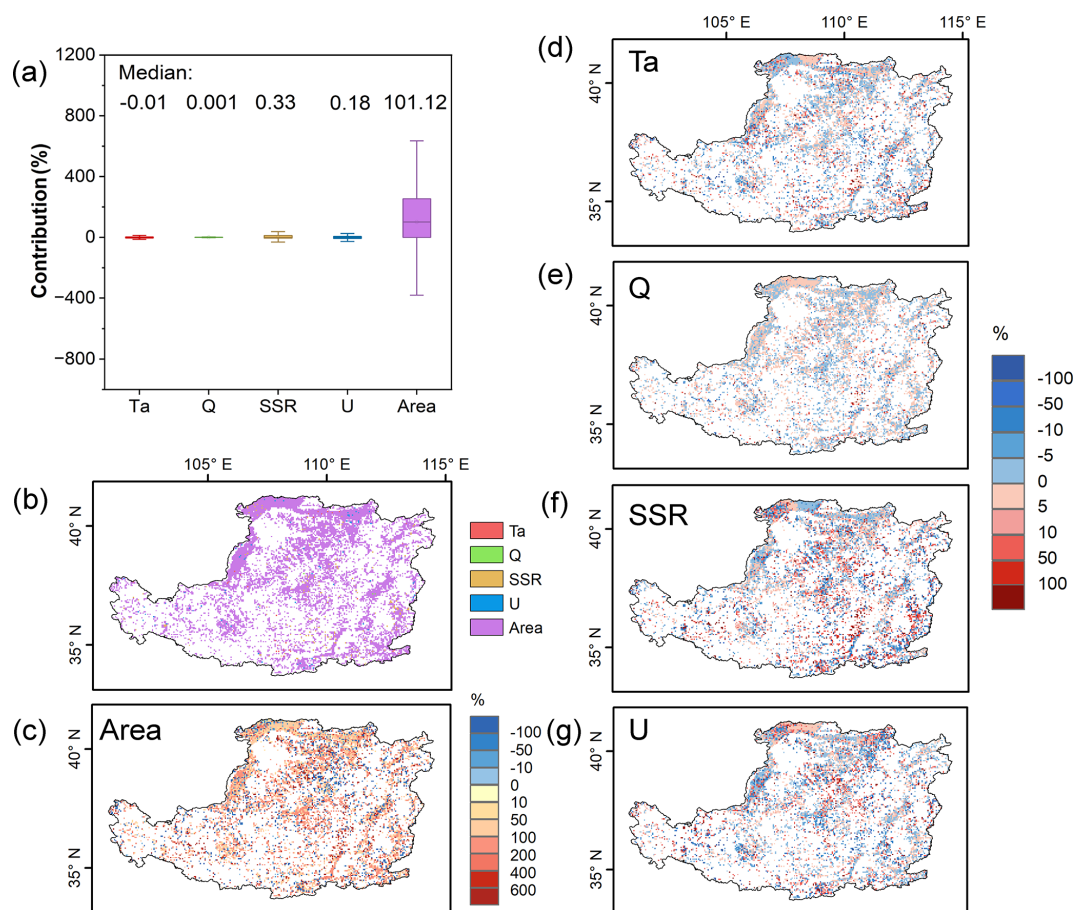 (a)
1200
800
400
0
−400
−800
Contribution (%)
Median:
-0.01 0.001 0.33 0.18 101.12
Ta Q SSR U Area
(b)
105° E 110° E 115° E
40° N
35° N
Ta
Q
SSR
U
Area
(c)
Area
40° N
35° N
%
-100
-50
-10
0
10
50
100
200
400
600
(d)
105° E 110° E 115° E
Ta
40° N
35° N
(e)
Q
40° N
35° N
%
-100
-50
-10
-5
0
5
10
50
100
(f)
SSR
40° N
35° N
(g)
U
40° N
35° N